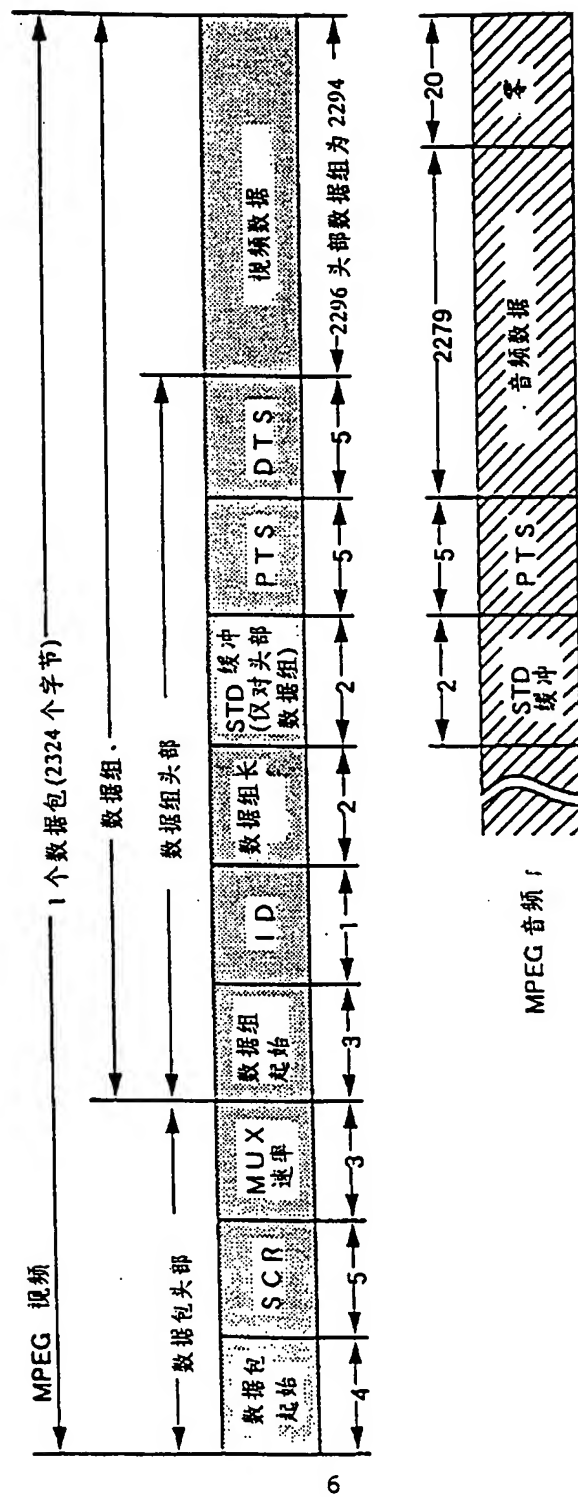 MPEG 视频
1 个数据包(2324 个字节)
数据组
数据包头部
数据组头部
数据包
起始
SCR
MUX
速率
数据组
起始
ID
数据组长
STD 缓冲
(仅对头部
数据组)
PTS
DTS
视频数据
4
5
3
3
1
2
2
5
5
2296 头部数据组为 2294
MPEG 音频
2
5
2279
20
STD
缓冲
PTS
音频数据
零
6